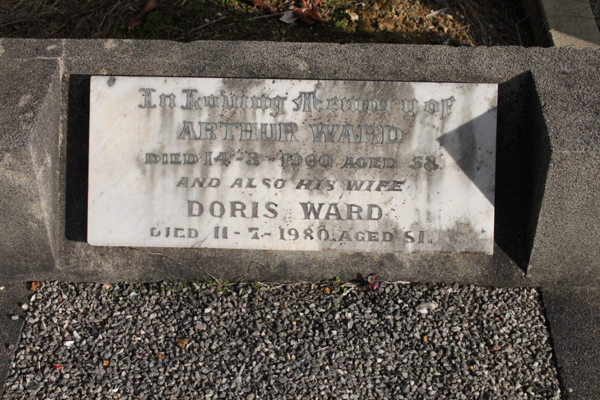 In Loving Memory of
ARTHUR WARD
DIED 14-8-1960 AGED 58.
AND ALSO HIS WIFE
DORIS WARD
DIED 11-7-1980. AGED 81.